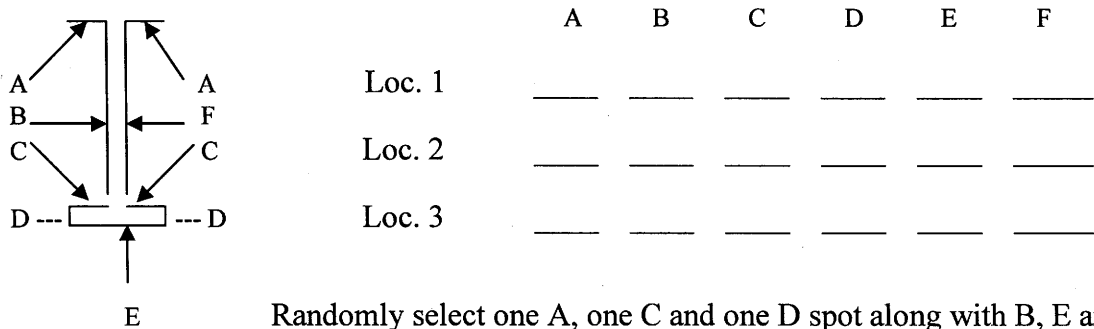 A B C D E F
Loc. 1
A A
B F
Loc. 2
C C
Loc. 3
D --- --- D
E
Randomly select one A, one C and one D spot along with B, E